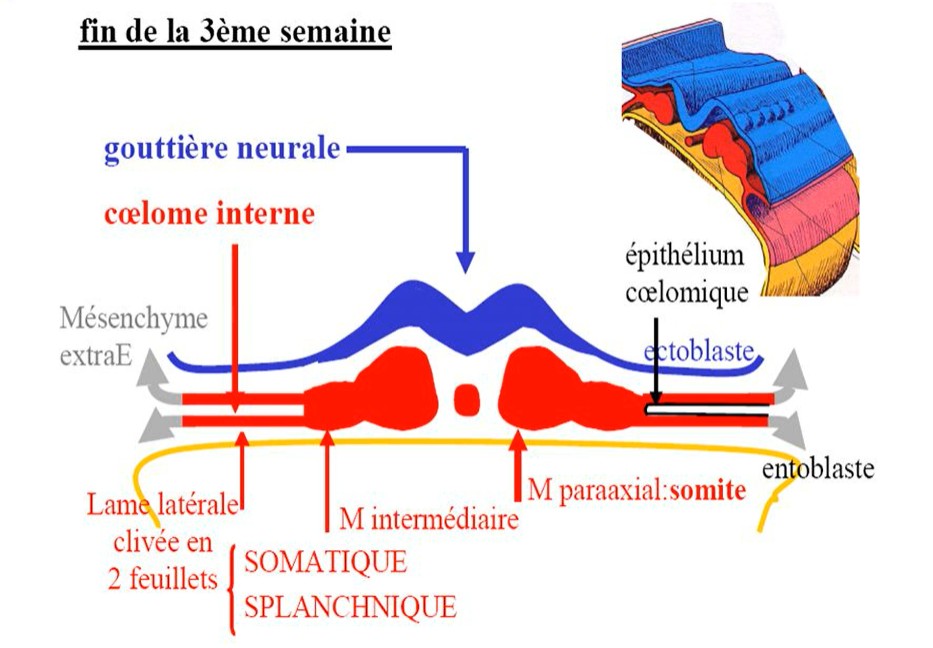 fin de la 3ème semaine
gouttière neurale
cœlome interne
épithélium
cœlomique
Mésenchyme
extraE
ectoblaste
entoblaste
M paraaxial:somite
Lame latérale
clivée en
2 feuillets
M intermédiaire
SOMATIQUE
SPLANCHNIQUE